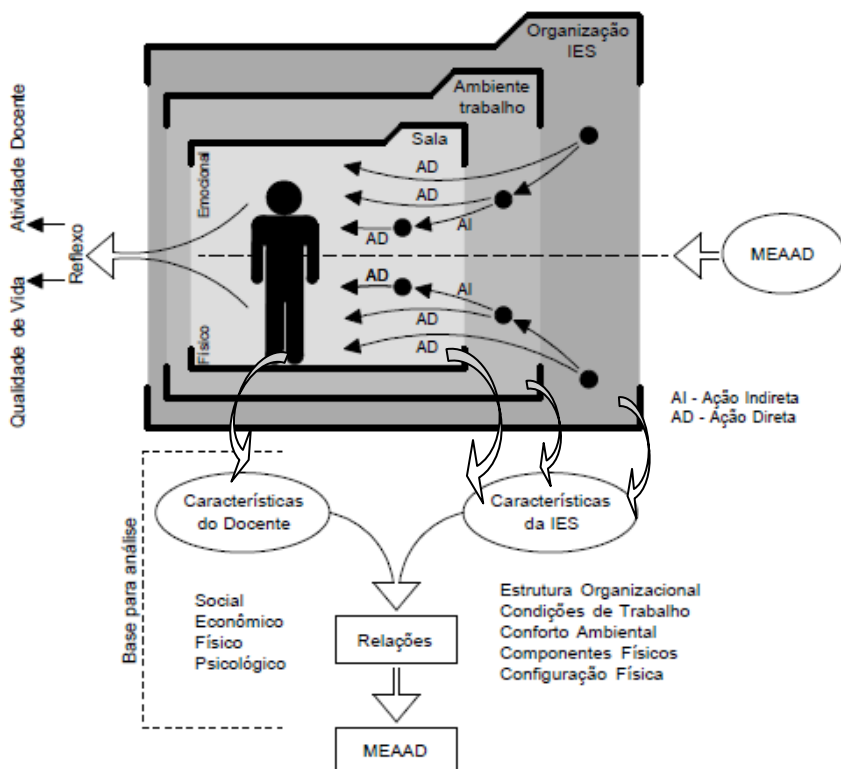 Organização
IES
Ambiente
trabalho
Sala
AD
AD
AI
AD
Emocional
Físico
AD
AI
AD
AD
Atividade Docente
Qualidade de Vida
Reflexo
MEAAD
AI - Ação Indireta
AD - Ação Direta
Base para análise
Características
do Docente
Características
da IES
Social
Econômico
Físico
Psicológico
Relações
Estrutura Organizacional
Condições de Trabalho
Conforto Ambiental
Componentes Físicos
Configuração Física
MEAAD